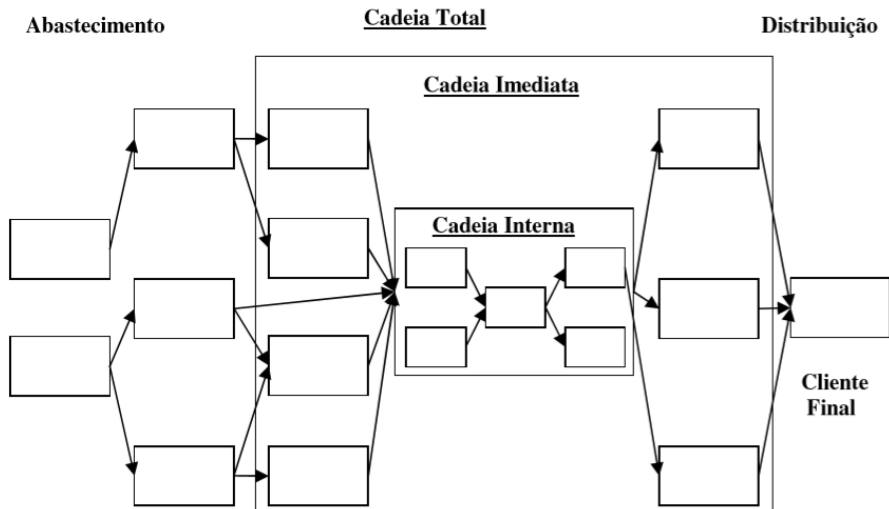 Abastecimento
Cadeia Total
Distribuição
Cadeia Imediata
Cadeia Interna
Cliente
Final